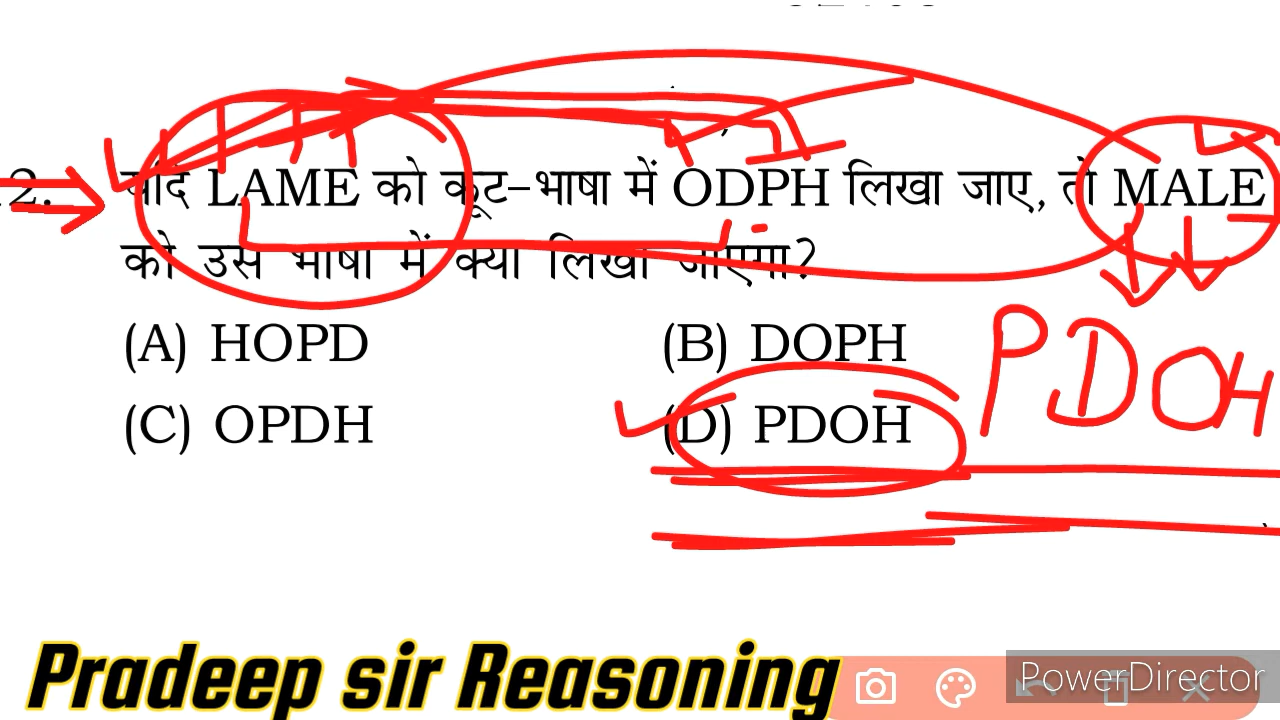 2. यदि LAME को कूट-भाषा में ODPH लिखा जाए, तो MALE
को उस भाषा में क्या लिखा जाएगा?
(A) HOPD (B) DOPH
(C) OPDH (D) PDOH
PDOH
Pradeep sir Reasoning
PowerDirector